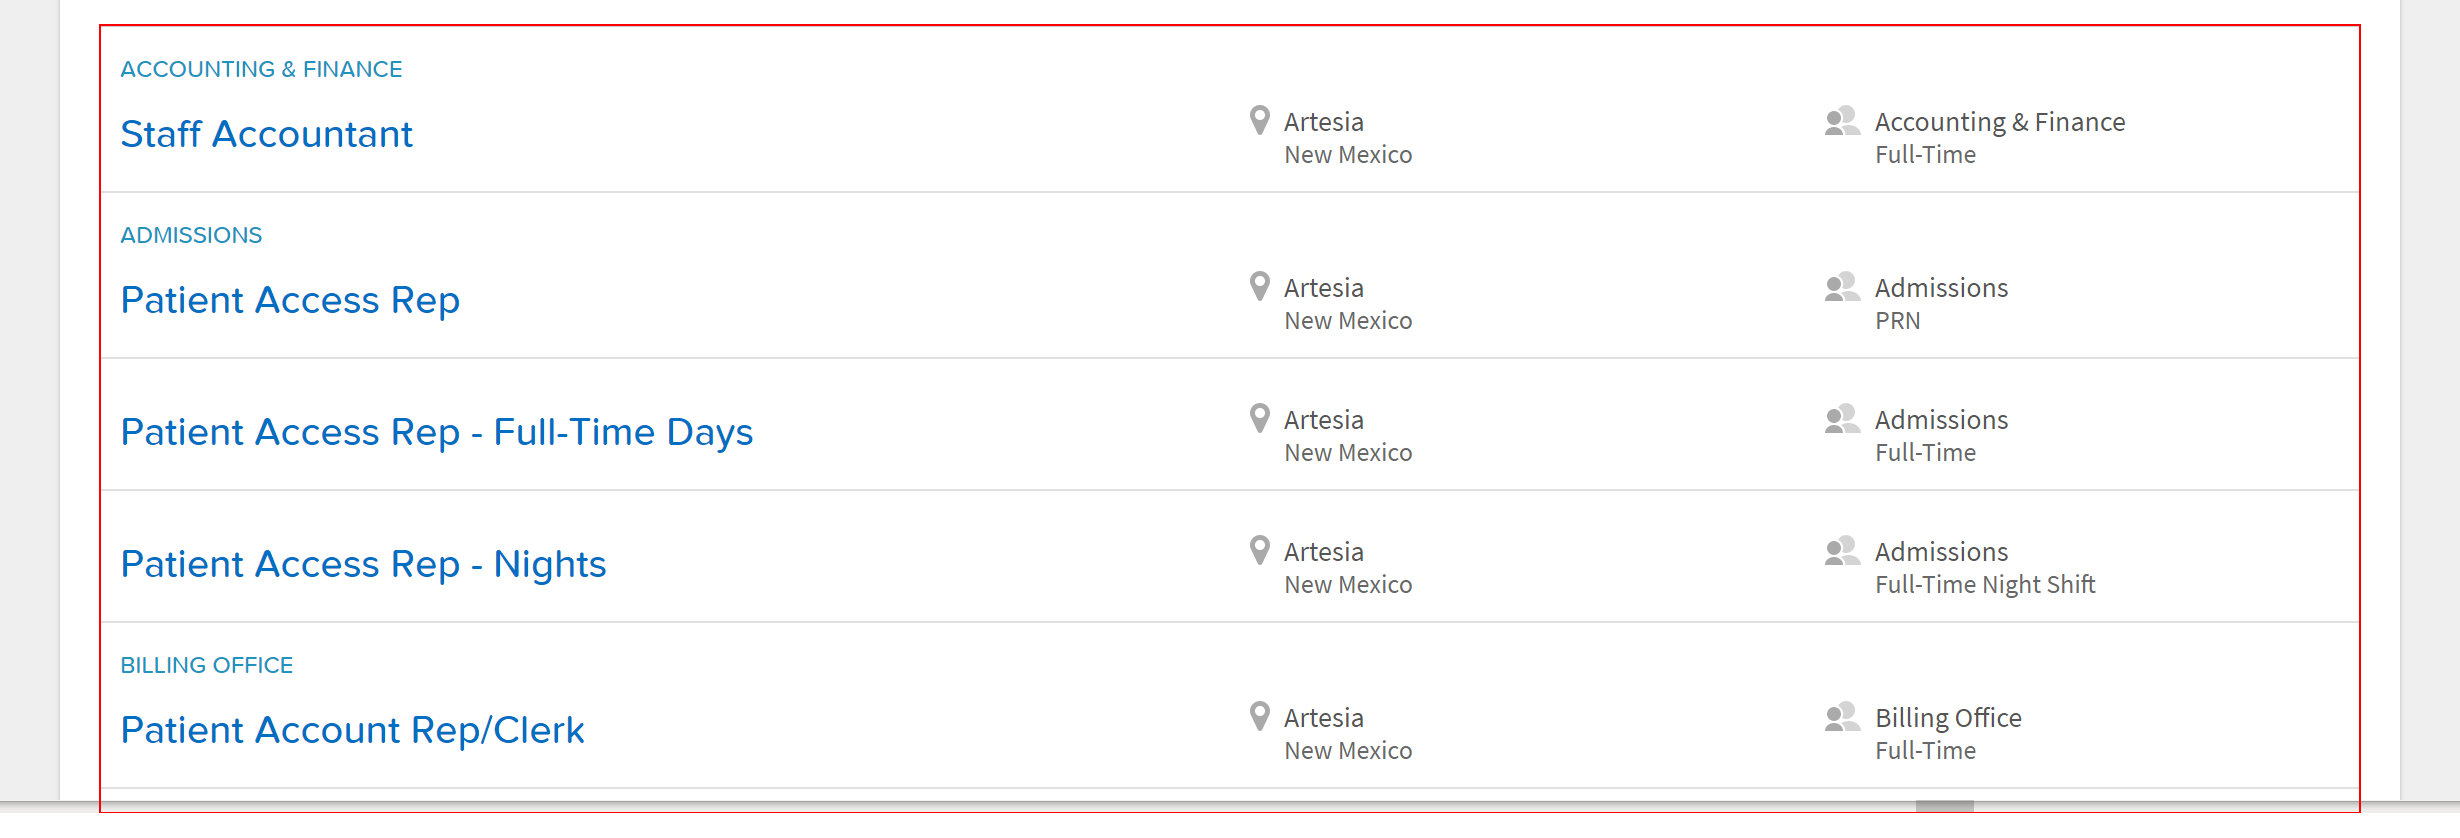 ACCOUNTING & FINANCE
Staff Accountant
Artesia
New Mexico
Accounting & Finance
Full-Time
ADMISSIONS
Patient Access Rep
Artesia
New Mexico
Admissions
PRN
Patient Access Rep - Full-Time Days
Artesia
New Mexico
Admissions
Full-Time
Patient Access Rep - Nights
Artesia
New Mexico
Admissions
Full-Time Night Shift
BILLING OFFICE
Patient Account Rep/Clerk
Artesia
New Mexico
Billing Office
Full-Time